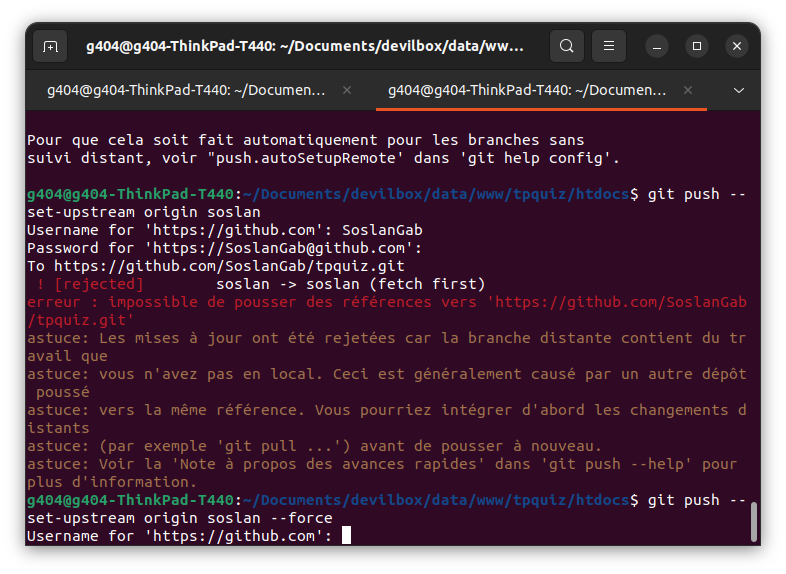 g404@g404-ThinkPad-T440: ~/Documents/devilbox/data/ww...
g404@g404-ThinkPad-T440: ~/Documen... × g404@g404-ThinkPad-T440: ~/Documen... ×
Pour que cela soit fait automatiquement pour les branches sans
suivi distant, voir "push.autoSetupRemote' dans 'git help config'.
g404@g404-ThinkPad-T440:~/Documents/devilbox/data/www/tpquiz/htdocs$ git push --
set-upstream origin soslan
Username for 'https://github.com': SoslanGab
Password for 'https://SoslanGab@github.com':
To https://github.com/SoslanGab/tpquiz.git
! [rejected] soslan -> soslan (fetch first)
erreur : impossible de pousser des références vers 'https://github.com/SoslanGab
/tpquiz.git'
astuce: Les mises à jour ont été rejetées car la branche distante contient du tr
avail que
astuce: vous n'avez pas en local. Ceci est généralement causé par un autre dépôt
poussé
astuce: vers la même référence. Vous pourriez intégrer d'abord les changements d
istants
astuce: (par exemple 'git pull ...') avant de pousser à nouveau.
astuce: Voir la 'Note à propos des avances rapides' dans 'git push --help' pour
plus d'information.
g404@g404-ThinkPad-T440:~/Documents/devilbox/data/www/tpquiz/htdocs$ git push --
set-upstream origin soslan --force
Username for 'https://github.com':